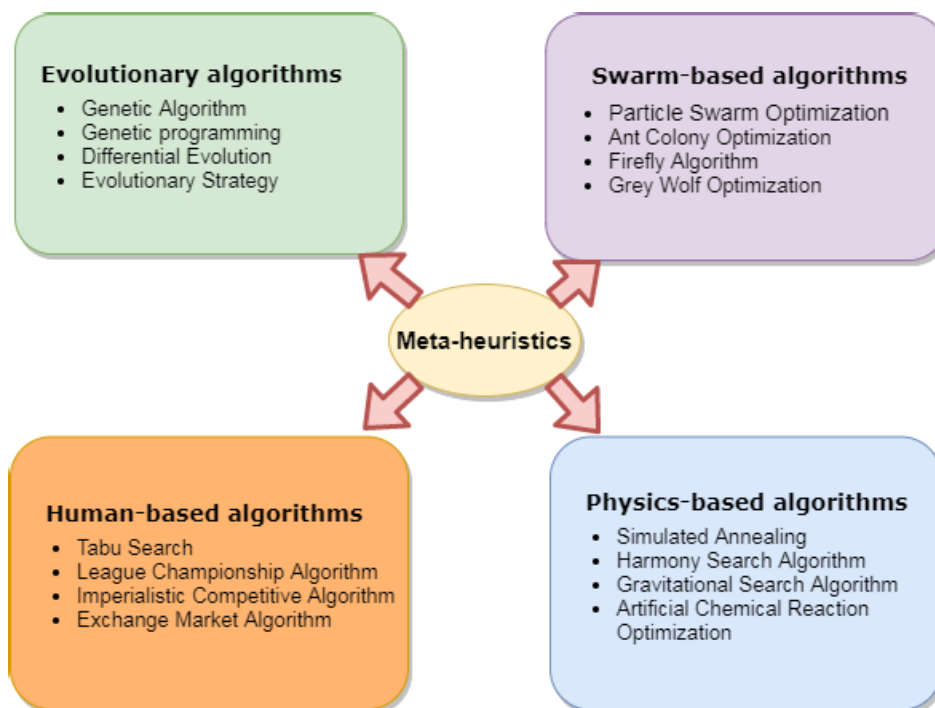 Evolutionary algorithms
• Genetic Algorithm
• Genetic programming
• Differential Evolution
• Evolutionary Strategy
Swarm-based algorithms
• Particle Swarm Optimization
• Ant Colony Optimization
• Firefly Algorithm
• Grey Wolf Optimization
Meta-heuristics
Human-based algorithms
• Tabu Search
• League Championship Algorithm
• Imperialistic Competitive Algorithm
• Exchange Market Algorithm
Physics-based algorithms
• Simulated Annealing
• Harmony Search Algorithm
• Gravitational Search Algorithm
• Artificial Chemical Reaction
Optimization